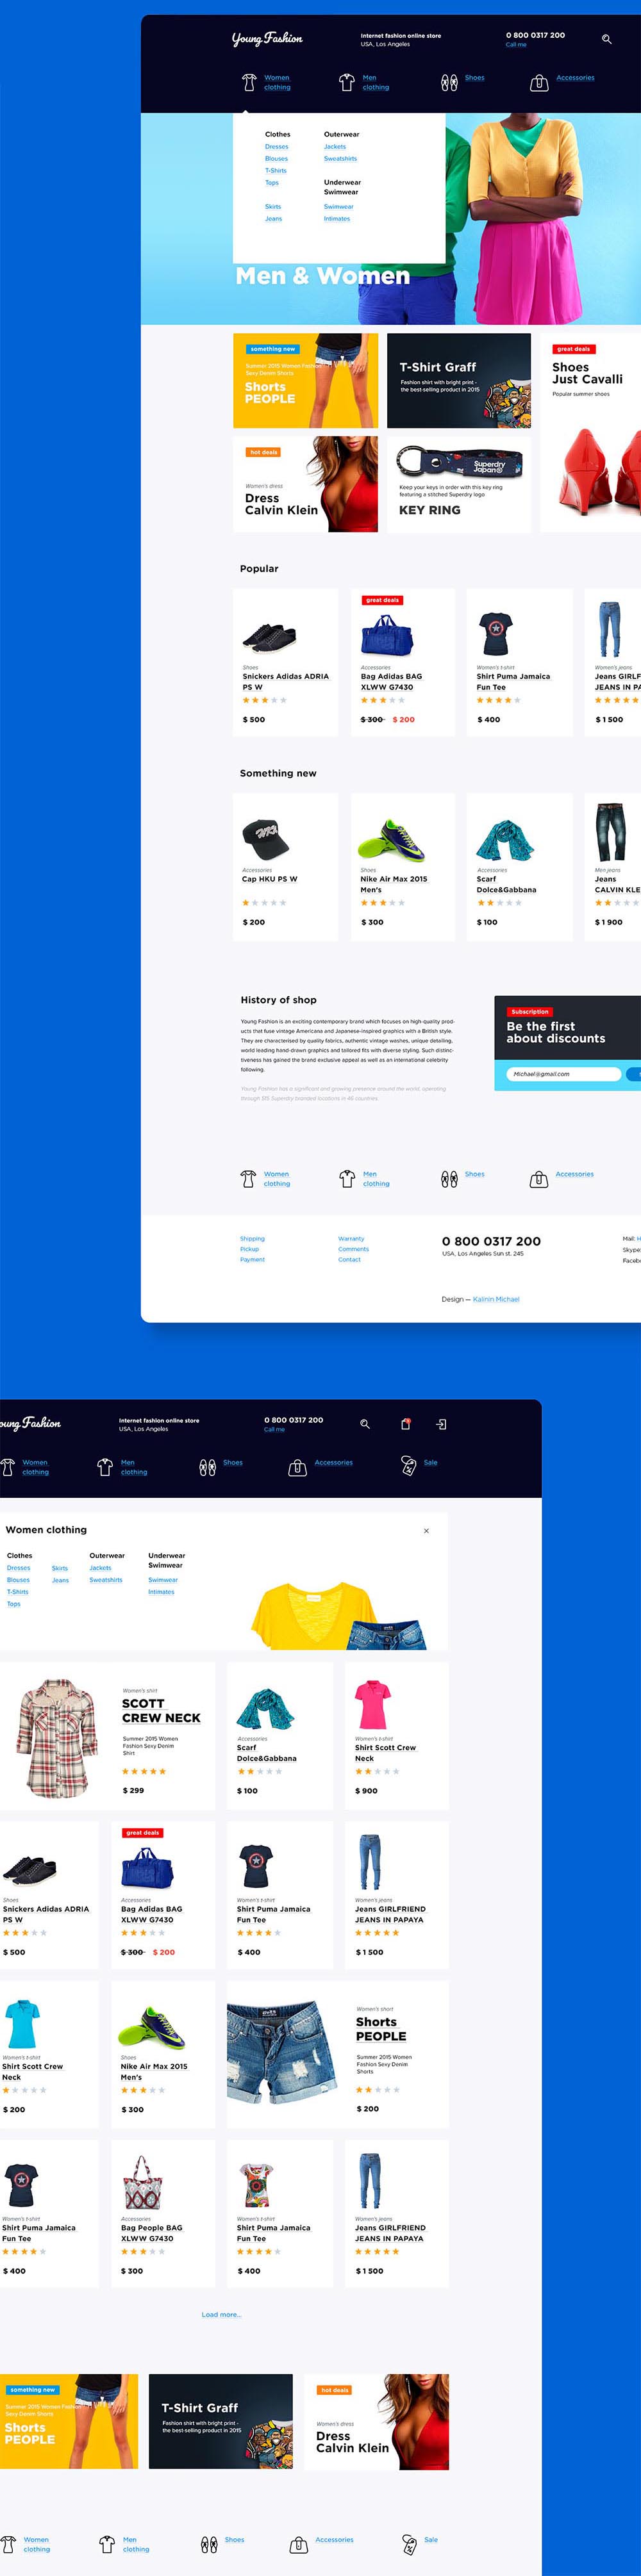 Young Fashion
Internet fashion online store
USA, Los Angeles
0 800 0317 200
Call me
Women
clothing
Men
clothing
Shoes
Accessories
Clothes
Dresses
Blouses
T-Shirts
Tops
Skirts
Jeans
Outerwear
Jackets
Sweatshirts
Underwear
Swimwear
Swimwear
Intimates
Men & Women
something new
Summer 2015 Women Fashion
Sexy Denim Shorts
Shorts
PEOPLE
T-Shirt Graff
Fashion shirt with bright print -
the best-selling product in 2015
great deals
Shoes
Just Cavalli
Popular summer shoes
hot deals
Women's dress
Dress
Calvin Klein
Superdry
Japan
Keep your keys in order with this key ring
featuring a stitched Superdry logo
KEY RING
Popular
Shoes
Snickers Adidas ADRIA
PS W
$ 500
great deals
Accessories
Bag Adidas BAG
XLWW G7430
$ 300 $ 200
Women's t-shirt
Shirt Puma Jamaica
Fun Tee
$ 400
Women's jeans
Jeans GIRLF
JEANS IN PA
$ 1 500
Something new
Accessories
Cap HKU PS W
$ 200
Shoes
Nike Air Max 2015
Men's
$ 300
Accessories
Scarf
Dolce&Gabbana
$ 100
Men jeans
Jeans
CALVIN KLE
$ 1 900
History of shop
Young Fashion is an exciting contemporary brand which focuses on high-quality prod-
ucts that fuse vintage Americana and Japanese-inspired graphics with a British style.
They are characterised by quality fabrics, authentic vintage washes, unique detailing,
world leading hand-drawn graphics and tailored fits with diverse styling. Such distinc-
tiveness has gained the brand exclusive appeal as well as an international celebrity
following.
Young Fashion has a significant and growing presence around the world, operating
through 515 Superdry branded locations in 46 countries.
Subscription
Be the first
about discounts
Michael@gmail.com
Women
clothing
Men
clothing
Shoes
Accessories
Shipping
Pickup
Payment
Warranty
Comments
Contact
0 800 0317 200
USA, Los Angeles Sun st. 245
Mail: H
Skype:
Facebo
Design — Kalinin Michael
oung Fashion
Internet fashion online store
USA, Los Angeles
0 800 0317 200
Call me
Women
clothing
Men
clothing
Shoes
Accessories
Sale
Women clothing
Clothes
Dresses
Blouses
T-Shirts
Tops
Skirts
Jeans
Outerwear
Jackets
Sweatshirts
Underwear
Swimwear
Swimwear
Intimates
Women's shirt
SCOTT
CREW NECK
Summer 2015 Women
Fashion Sexy Denim
Shirt
$ 299
Accessories
Scarf
Dolce&Gabbana
$ 100
Women's t-shirt
Shirt Scott Crew
Neck
$ 900
Shoes
Snickers Adidas ADRIA
PS W
$ 500
great deals
Accessories
Bag Adidas BAG
XLWW G7430
$ 300 $ 200
Women's t-shirt
Shirt Puma Jamaica
Fun Tee
$ 400
Women's jeans
Jeans GIRLFRIEND
JEANS IN PAPAYA
$ 1 500
Women's t-shirt
Shirt Scott Crew
Neck
$ 200
Shoes
Nike Air Max 2015
Men's
$ 300
Women's short
Shorts
PEOPLE
Summer 2015 Women
Fashion Sexy Denim
Shorts
$ 200
Women's t-shirt
Shirt Puma Jamaica
Fun Tee
$ 400
Accessories
Bag People BAG
XLWW G7430
$ 300
Women's t-shirt
Shirt Puma Jamaica
Fun Tee
$ 400
Women's jeans
Jeans GIRLFRIEND
JEANS IN PAPAYA
$ 1 500
Load more...
something new
Summer 2015 Women Fashion
Sexy Denim Shorts
Shorts
PEOPLE
T-Shirt Graff
Fashion shirt with bright print -
the best-selling product in 2015
hot deals
Women's dress
Dress
Calvin Klein
Women
clothing
Men
clothing
Shoes
Accessories
Sale